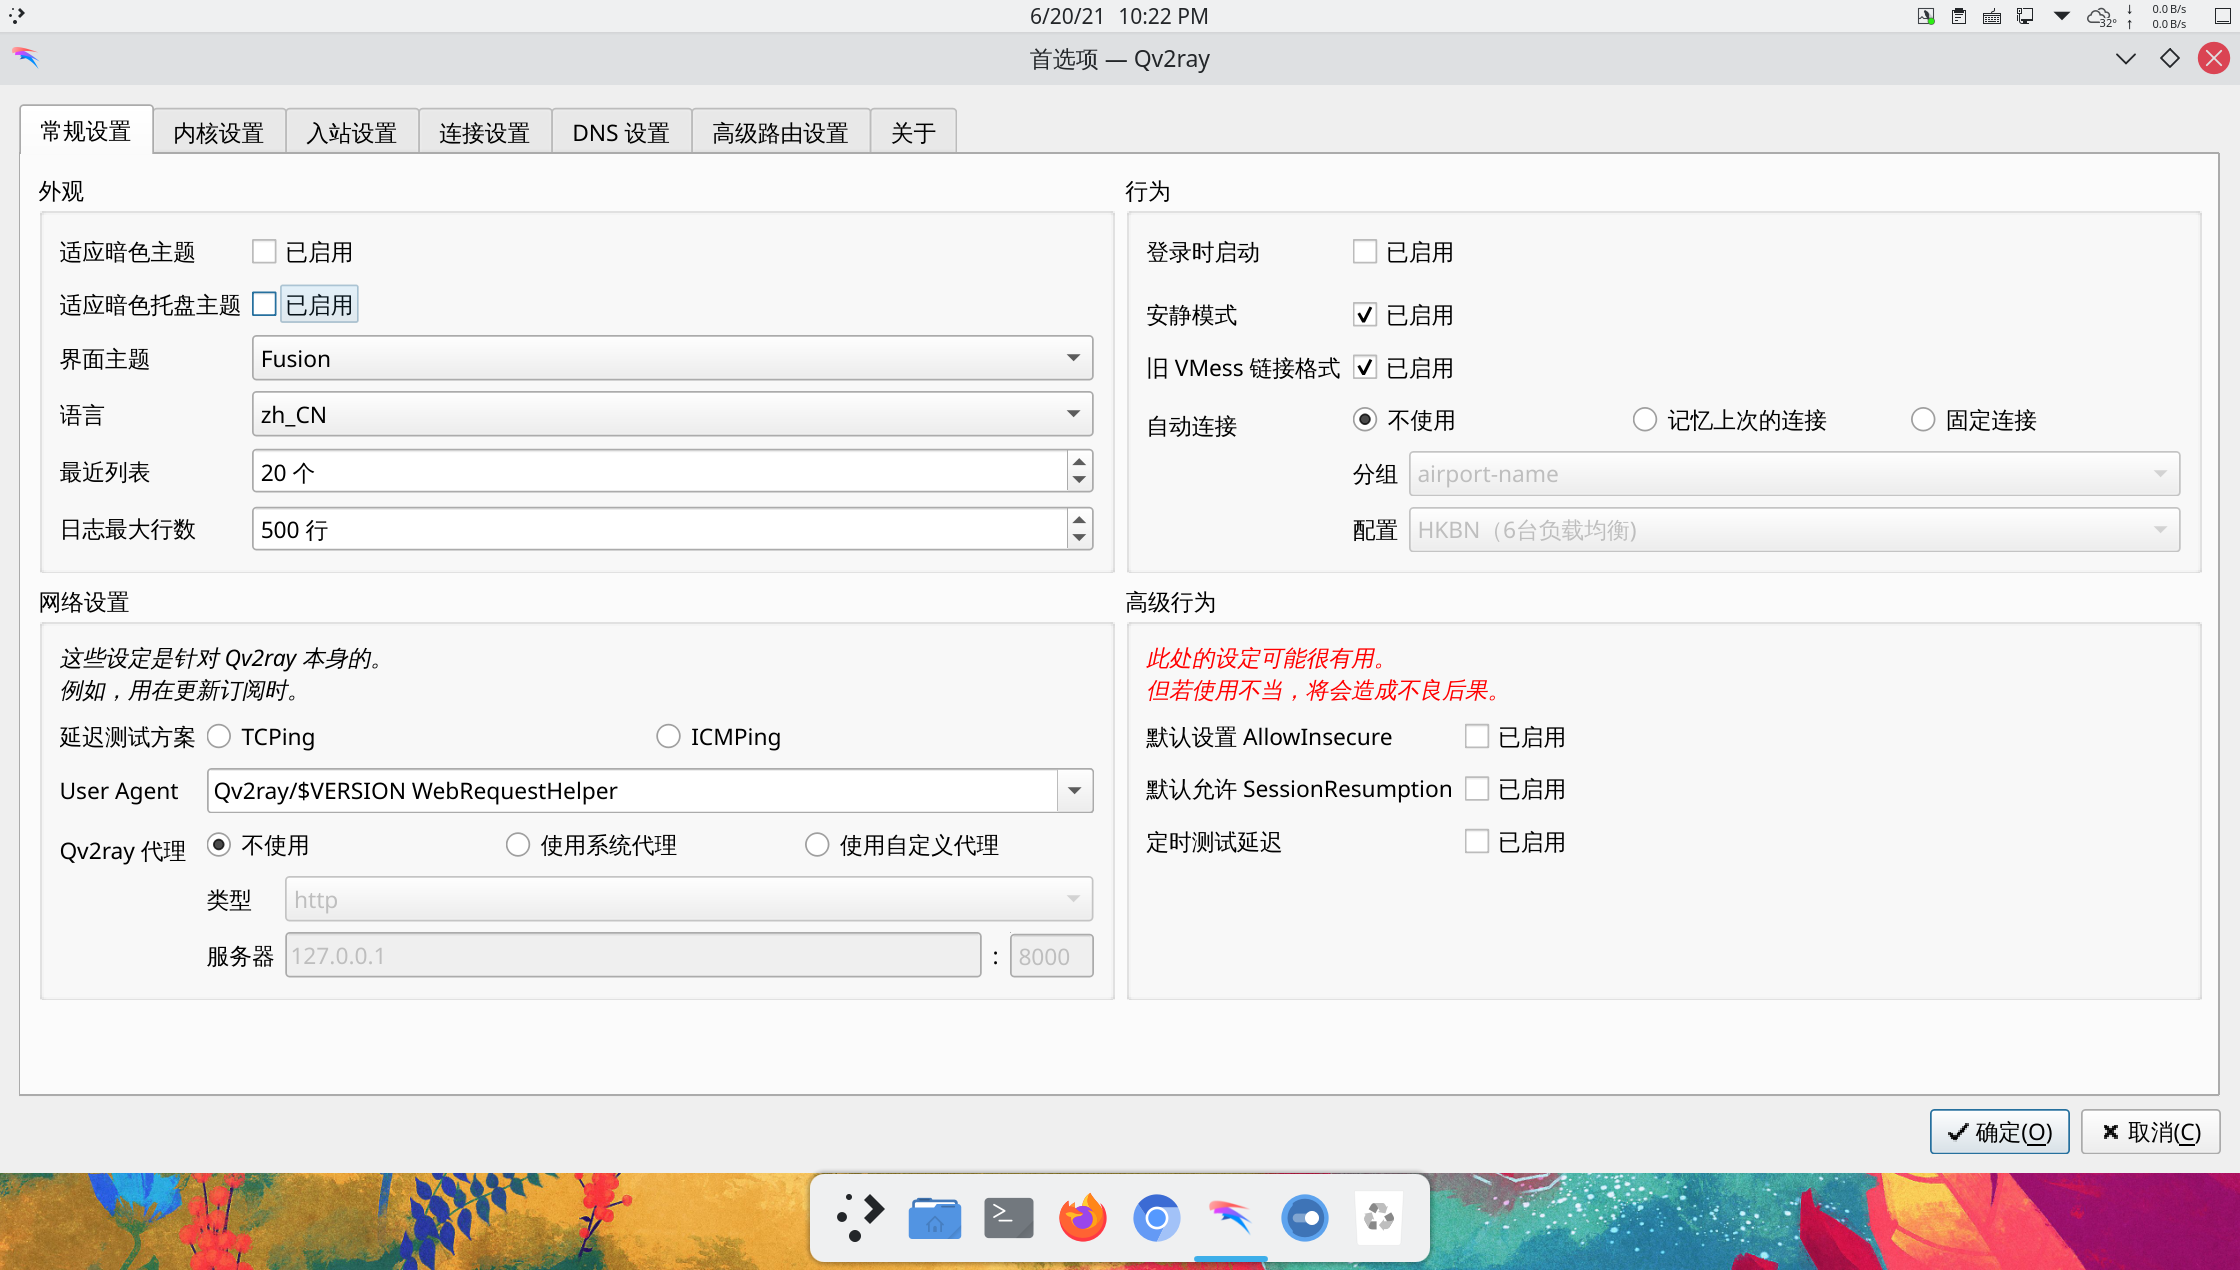 6/20/21 10:22 PM
32°
↓ 0.0 B/s
↑ 0.0 B/s
首选项 — Qv2ray
常规设置 内核设置 入站设置 连接设置 DNS 设置 高级路由设置 关于
外观
适应暗色主题 已启用
适应暗色托盘主题 已启用
界面主题 Fusion
语言 zh_CN
最近列表 20 个
日志最大行数 500 行
行为
登录时启动 已启用
安静模式 已启用
旧 VMess 链接格式 已启用
自动连接 不使用 记忆上次的连接 固定连接
分组 airport-name
配置 HKBN（6台负载均衡)
网络设置
这些设定是针对 Qv2ray 本身的。
例如，用在更新订阅时。
延迟测试方案 TCPing ICMPing
User Agent Qv2ray/$VERSION WebRequestHelper
Qv2ray 代理 不使用 使用系统代理 使用自定义代理
类型 http
服务器 127.0.0.1 : 8000
高级行为
此处的设定可能很有用。
但若使用不当，将会造成不良后果。
默认设置 AllowInsecure 已启用
默认允许 SessionResumption 已启用
定时测试延迟 已启用
确定(O) 取消(C)